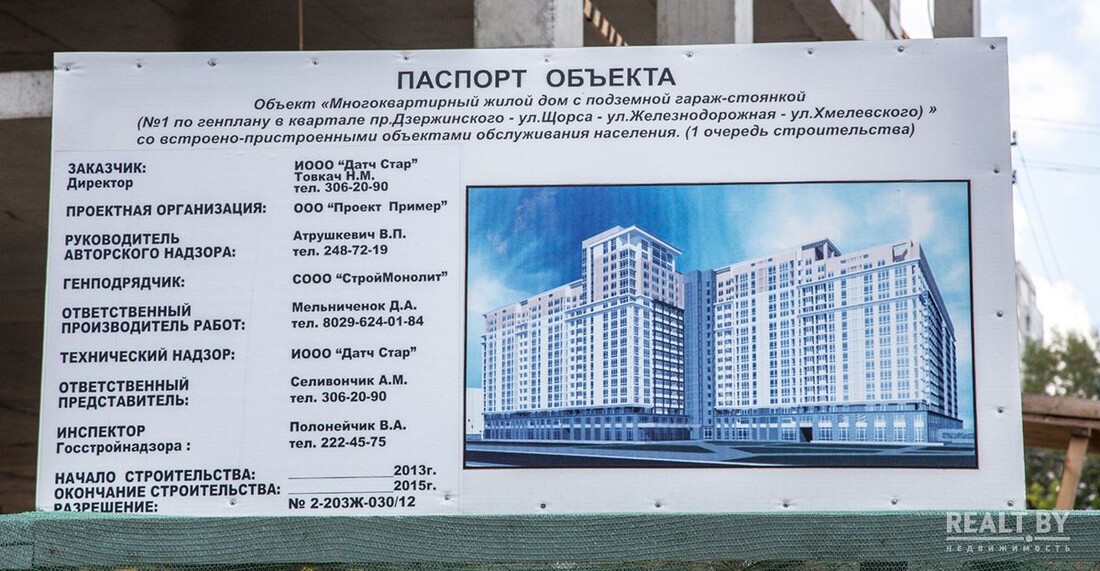 ПАСПОРТ ОБЪЕКТА
Объект «Многоквартирный жилой дом с подземной гараж-стоянкой
(№1 по генплану в квартале пр.Дзержинского - ул.Щорса - ул.Железнодорожная - ул.Хмелевского) »
со встроено-пристроенными объектами обслуживания населения. (1 очередь строительства)
ЗАКАЗЧИК: ИООО “Датч Стар”
Директор Товкач Н.М.
тел. 306-20-90
ПРОЕКТНАЯ ОРГАНИЗАЦИЯ: ООО “Проект Пример”
РУКОВОДИТЕЛЬ Атрушкевич В.П.
АВТОРСКОГО НАДЗОРА: тел. 248-72-19
ГЕНПОДРЯДЧИК: СООО “СтройМонолит”
ОТВЕТСТВЕННЫЙ Мельниченок Д.А.
ПРОИЗВОДИТЕЛЬ РАБОТ: тел. 8029-624-01-84
ТЕХНИЧЕСКИЙ НАДЗОР: ИООО “Датч Стар”
ОТВЕТСТВЕННЫЙ Селивончик А.М.
ПРЕДСТАВИТЕЛЬ: тел. 306-20-90
ИНСПЕКТОР Полонейчик В.А.
Госстройнадзора : тел. 222-45-75
НАЧАЛО СТРОИТЕЛЬСТВА: ____________2013г.
ОКОНЧАНИЕ СТРОИТЕЛЬСТВА: ____________2015г.
РАЗРЕШЕНИЕ: № 2-203Ж-030/12
REALT.BY
недвижимость